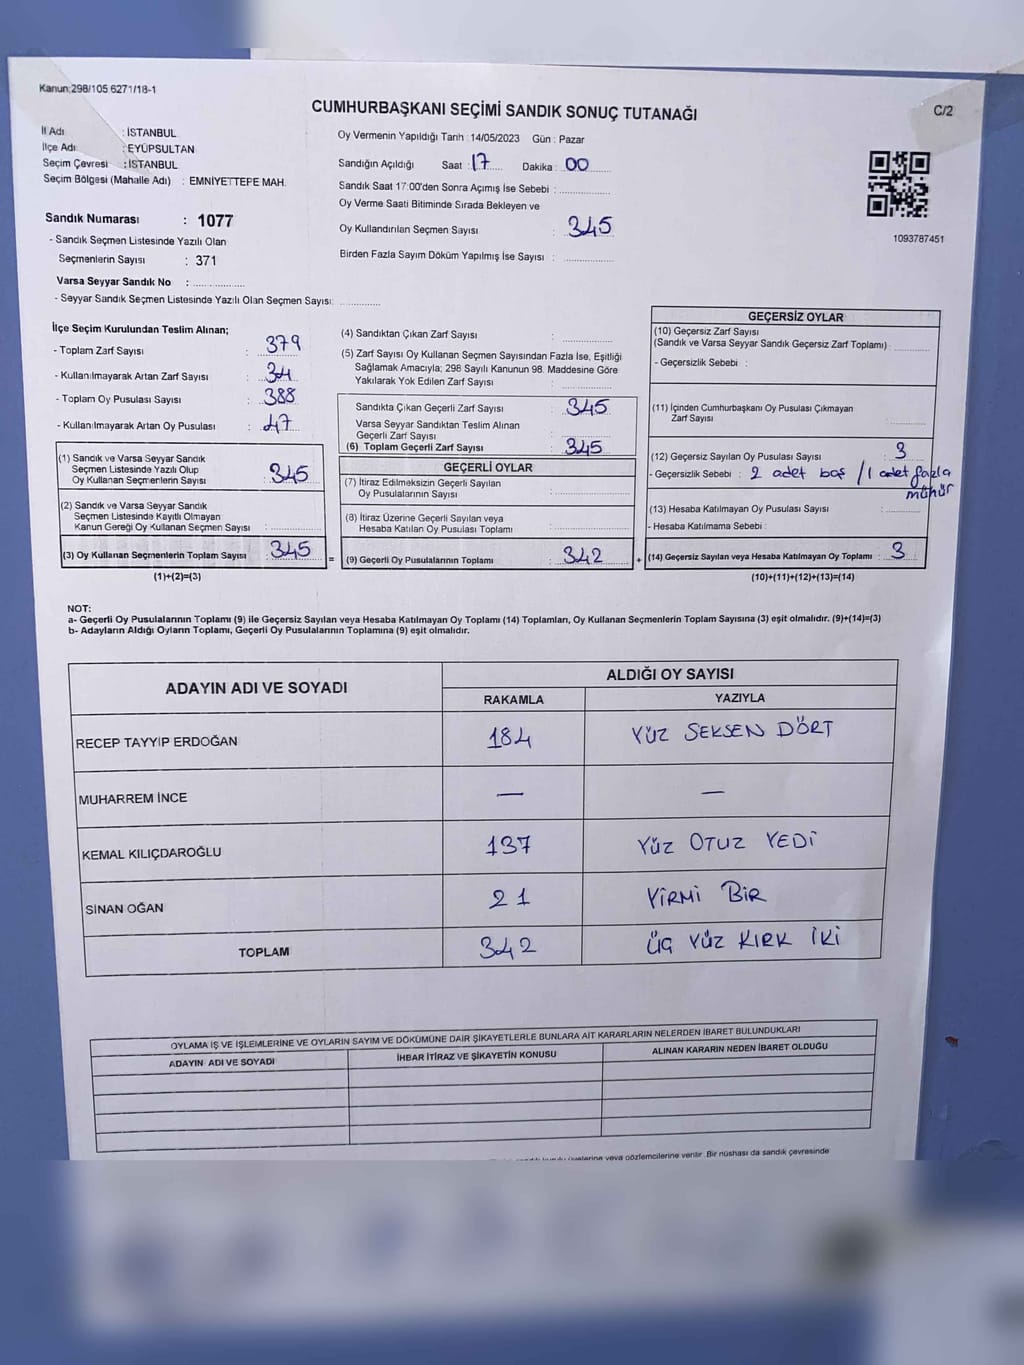 Kanun:298/105 6271/18-1
C/2
CUMHURBAŞKANI SEÇİMİ SANDIK SONUÇ TUTANAĞI
İl Adı : İSTANBUL
İlçe Adı : EYÜPSULTAN
Seçim Çevresi : İSTANBUL
Seçim Bölgesi (Mahalle Adı) : EMNİYETTEPE MAH.
Sandık Numarası : 1077
- Sandık Seçmen Listesinde Yazılı Olan
Seçmenlerin Sayısı : 371
Varsa Seyyar Sandık No :
- Seyyar Sandık Seçmen Listesinde Yazılı Olan Seçmen Sayısı:
Oy Vermenin Yapıldığı Tarih :14/05/2023 Gün : Pazar
Sandığın Açıldığı Saat : 17 Dakika : 00
Sandık Saat 17:00'den Sonra Açımış İse Sebebi :
Oy Verme Saati Bitiminde Sırada Bekleyen ve
Oy Kullandırılan Seçmen Sayısı : 345
Birden Fazla Sayım Döküm Yapılmış İse Sayısı :
1093787451
İlçe Seçim Kurulundan Teslim Alınan;
- Toplam Zarf Sayısı : 379
- Kullanılmayarak Artan Zarf Sayısı : 34
- Toplam Oy Pusulası Sayısı : 388
- Kullanılmayarak Artan Oy Pusulası : 47
(1) Sandık ve Varsa Seyyar Sandık
Seçmen Listesinde Yazılı Olup
Oy Kullanan Seçmenlerin Sayısı : 345
(2) Sandık ve Varsa Seyyar Sandık
Seçmen Listesinde Kayıtlı Olmayan
Kanun Gereği Oy Kullanan Seçmen Sayısı :
(3) Oy Kullanan Seçmenlerin Toplam Sayısı : 345
(1)+(2)=(3)
(4) Sandıktan Çıkan Zarf Sayısı :
(5) Zarf Sayısı Oy Kullanan Seçmen Sayısından Fazla İse, Eşitliği
Sağlamak Amacıyla; 298 Sayılı Kanunun 98. Maddesine Göre
Yakılarak Yok Edilen Zarf Sayısı :
Sandıkta Çıkan Geçerli Zarf Sayısı : 345
Varsa Seyyar Sandıktan Teslim Alınan
Geçerli Zarf Sayısı :
(6) Toplam Geçerli Zarf Sayısı : 345
GEÇERLİ OYLAR
(7) İtiraz Edilmeksizin Geçerli Sayılan
Oy Pusulalarının Sayısı :
(8) İtiraz Üzerine Geçerli Sayılan veya
Hesaba Katılan Oy Pusulası Toplamı :
= (9) Geçerli Oy Pusulalarının Toplamı : 342 +
GEÇERSİZ OYLAR
(10) Geçersiz Zarf Sayısı
(Sandık ve Varsa Seyyar Sandık Geçersiz Zarf Toplamı) :
- Geçersizlik Sebebi :
(11) İçinden Cumhurbaşkanı Oy Pusulası Çıkmayan
Zarf Sayısı :
(12) Geçersiz Sayılan Oy Pusulası Sayısı : 3
- Geçersizlik Sebebi : 2 adet boş / 1 adet fazla
mühür
(13) Hesaba Katılmayan Oy Pusulası Sayısı :
- Hesaba Katılmama Sebebi :
(14) Geçersiz Sayılan veya Hesaba Katılmayan Oy Toplamı : 3
(10)+(11)+(12)+(13)=(14)
NOT:
a- Geçerli Oy Pusulalarının Toplamı (9) ile Geçersiz Sayılan veya Hesaba Katılmayan Oy Toplamı (14) Toplamları, Oy Kullanan Seçmenlerin Toplam Sayısına (3) eşit olmalıdır. (9)+(14)=(3)
b- Adayların Aldığı Oyların Toplamı, Geçerli Oy Pusulalarının Toplamına (9) eşit olmalıdır.
ADAYIN ADI VE SOYADI ALDIĞI OY SAYISI
RAKAMLA YAZIYLA
RECEP TAYYİP ERDOĞAN 184 YÜZ SEKSEN DÖRT
MUHARREM İNCE — —
KEMAL KILIÇDAROĞLU 137 YÜZ OTUZ YEDİ
SİNAN OĞAN 21 YİRMİ BİR
TOPLAM 342 ÜÇ YÜZ KIRK İKİ
OYLAMA İŞ VE İŞLEMLERİNE VE OYLARIN SAYIM VE DÖKÜMÜNE DAİR ŞİKAYETLERLE BUNLARA AİT KARARLARIN NELERDEN İBARET BULUNDUKLARI
ADAYIN ADI VE SOYADI İHBAR İTİRAZ VE ŞİKAYETİN KONUSU ALINAN KARARIN NEDEN İBARET OLDUĞU
veya gözlemcilerine verilir. Bir nüshası da sandık çevresinde